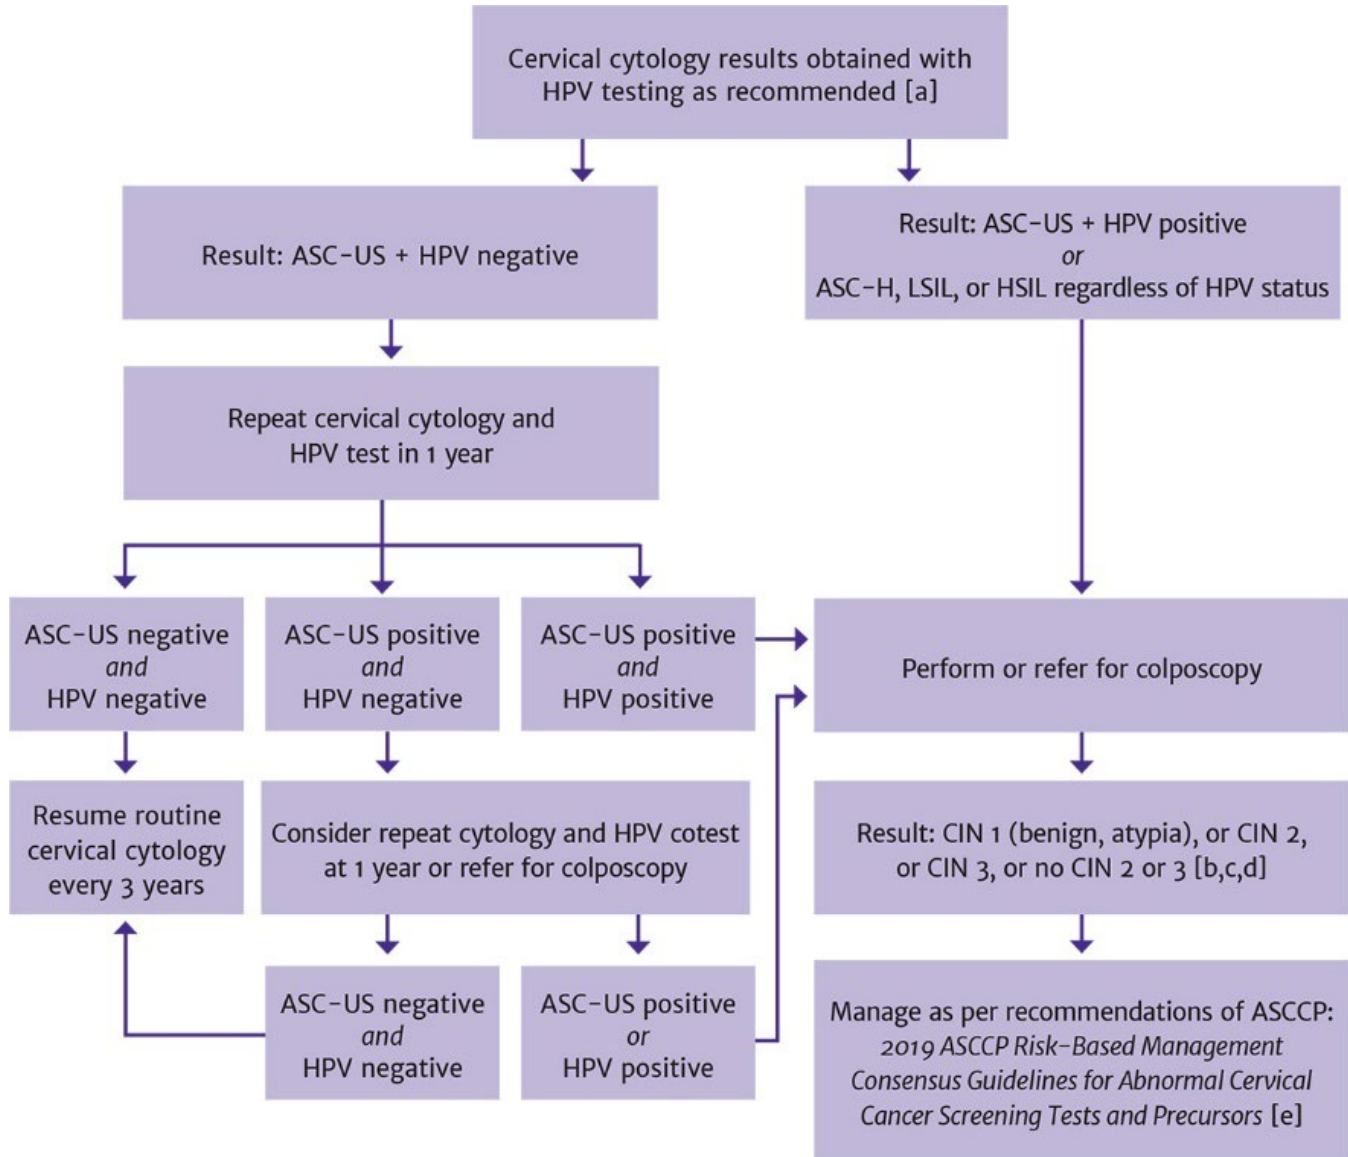 Cervical cytology results obtained with
HPV testing as recommended [a]
Result: ASC-US + HPV negative
Result: ASC-US + HPV positive
or
ASC-H, LSIL, or HSIL regardless of HPV status
Repeat cervical cytology and
HPV test in 1 year
ASC-US negative
and
HPV negative
ASC-US positive
and
HPV negative
ASC-US positive
and
HPV positive
Perform or refer for colposcopy
Resume routine
cervical cytology
every 3 years
Consider repeat cytology and HPV cotest
at 1 year or refer for colposcopy
Result: CIN 1 (benign, atypia), or CIN 2,
or CIN 3, or no CIN 2 or 3 [b,c,d]
ASC-US negative
and
HPV negative
ASC-US positive
or
HPV positive
Manage as per recommendations of ASCCP:
2019 ASCCP Risk-Based Management
Consensus Guidelines for Abnormal Cervical
Cancer Screening Tests and Precursors [e]